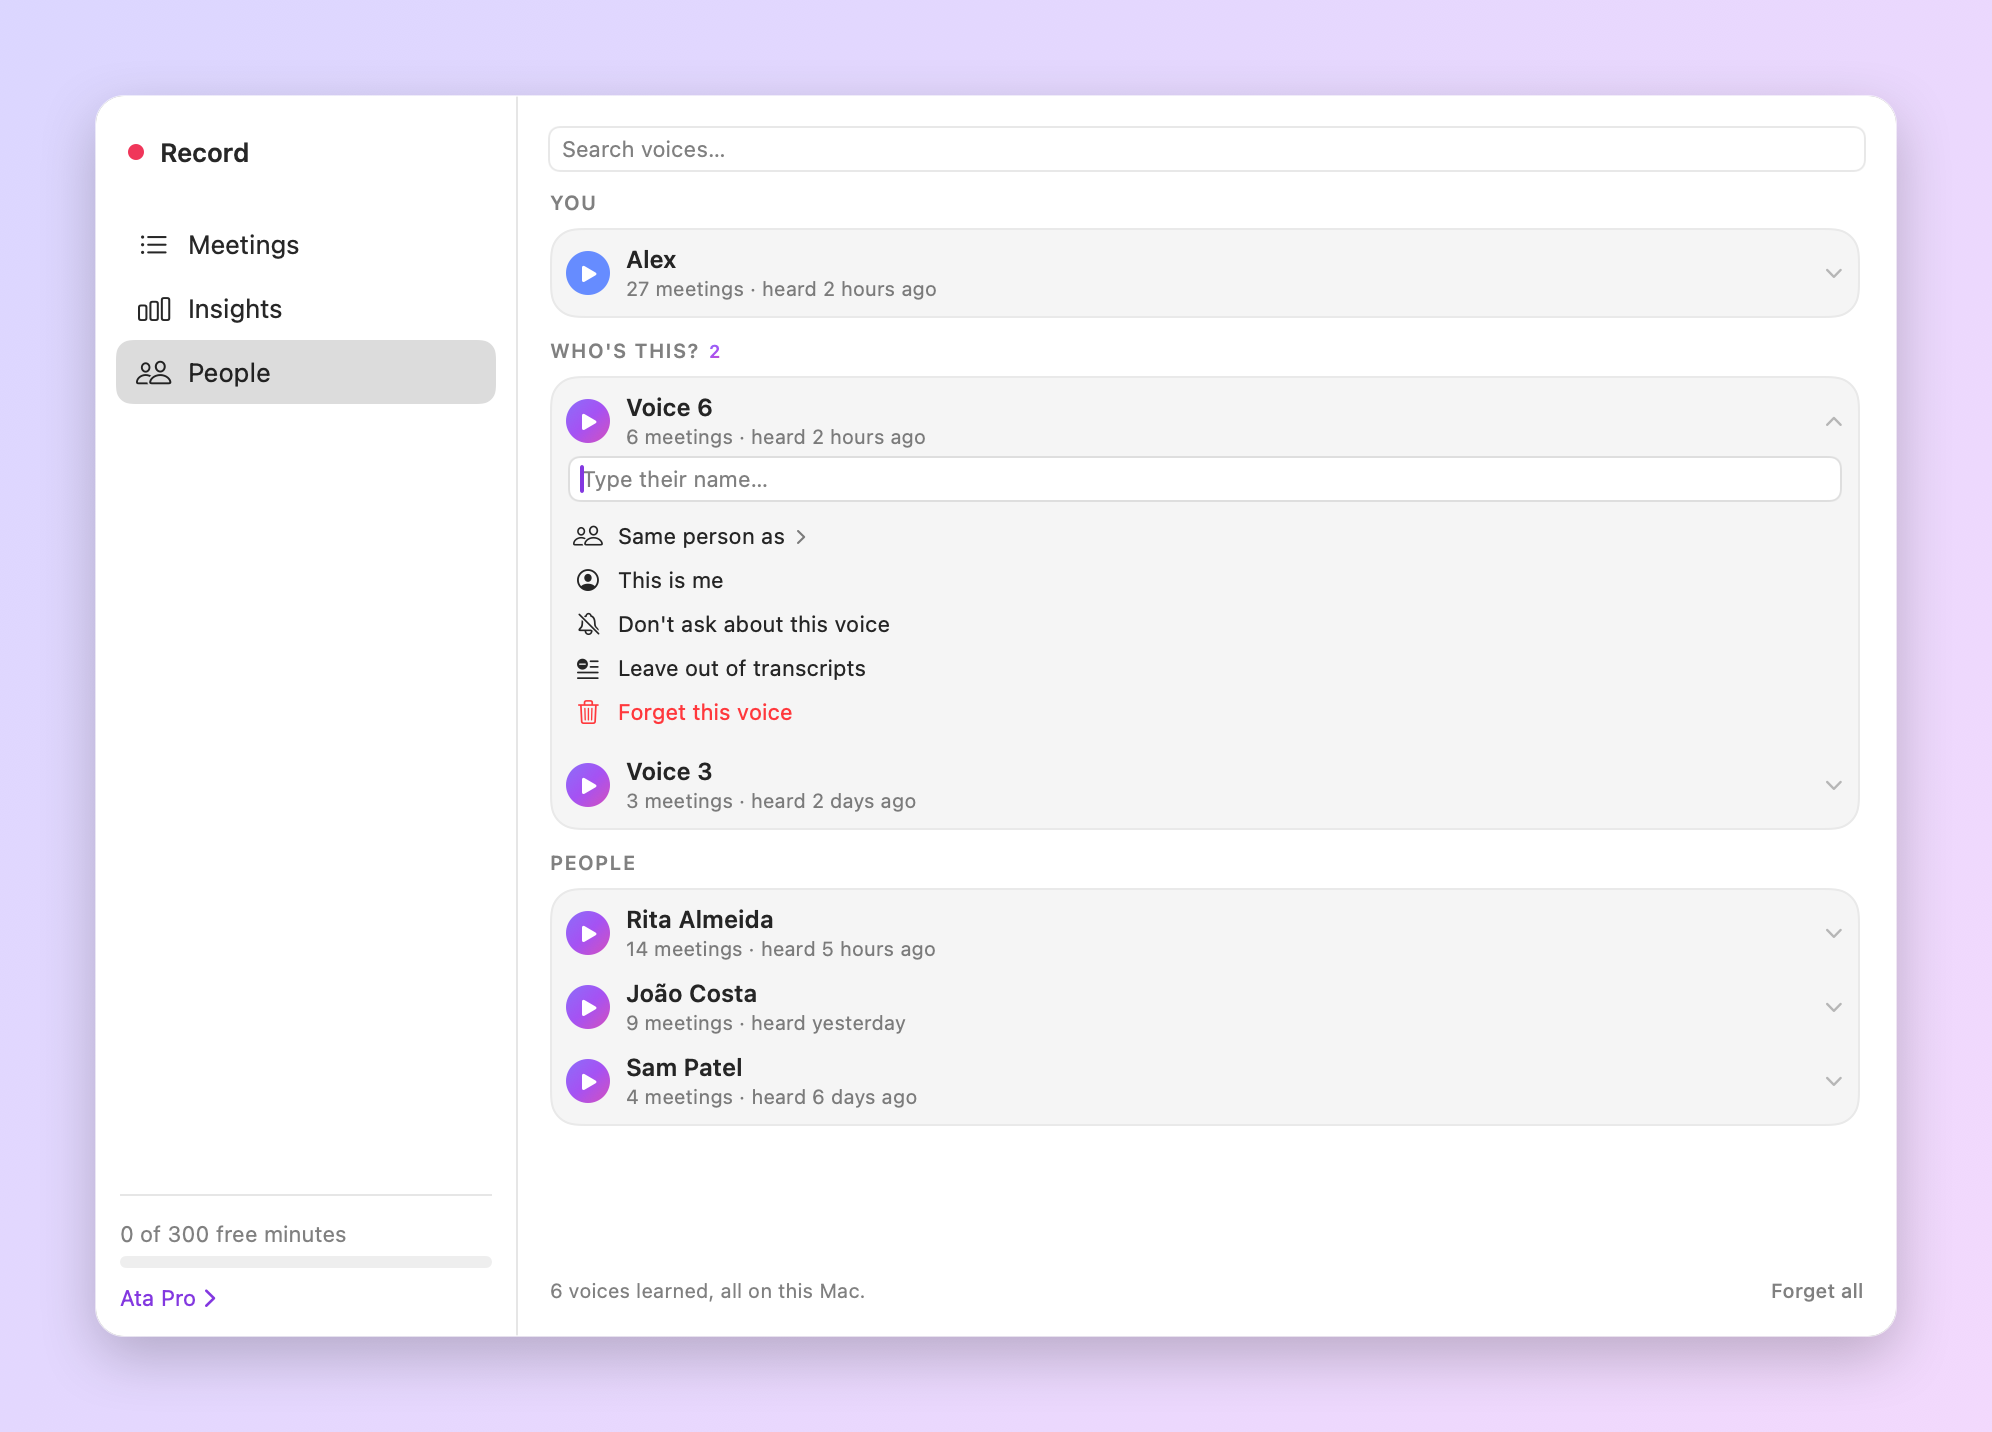 Record
Meetings
Insights
People
0 of 300 free minutes
Ata Pro
Search voices...
YOU
Alex
27 meetings · heard 2 hours ago
WHO'S THIS? 2
Voice 6
6 meetings · heard 2 hours ago
Type their name...
Same person as
This is me
Don't ask about this voice
Leave out of transcripts
Forget this voice
Voice 3
3 meetings · heard 2 days ago
PEOPLE
Rita Almeida
14 meetings · heard 5 hours ago
João Costa
9 meetings · heard yesterday
Sam Patel
4 meetings · heard 6 days ago
6 voices learned, all on this Mac.
Forget all